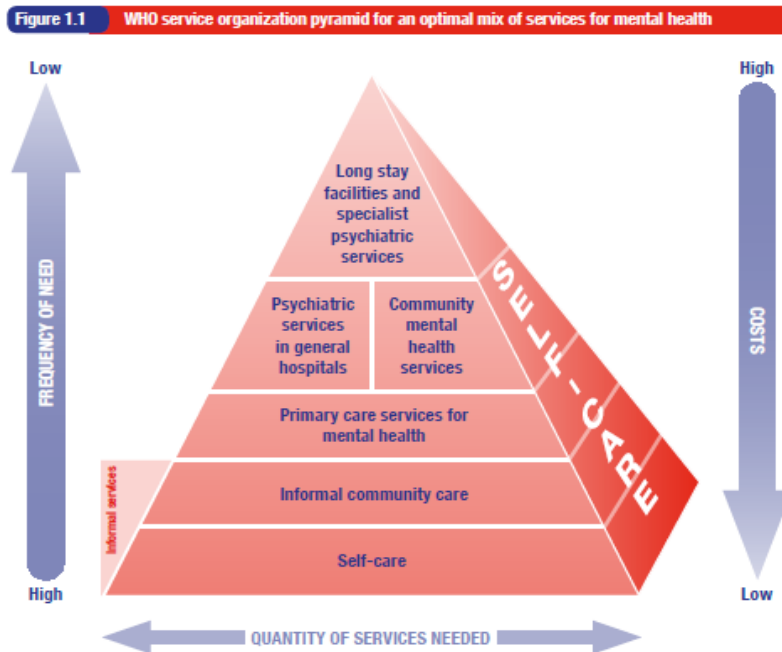 Figure 1.1 WHO service organization pyramid for an optimal mix of services for mental health
Low
High
FREQUENCY OF NEED
COSTS
Long stay
facilities and
specialist
psychiatric
services
Psychiatric
services
in general
hospitals
Community
mental
health
services
SELF-CARE
Primary care services for
mental health
Informal services
Informal community care
Self-care
High
Low
QUANTITY OF SERVICES NEEDED